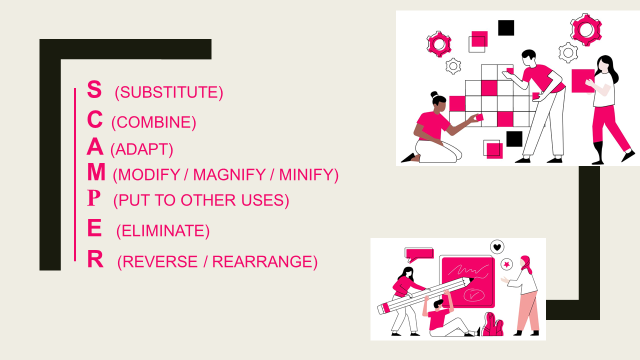 S (SUBSTITUTE)
C (COMBINE)
A (ADAPT)
M (MODIFY / MAGNIFY / MINIFY)
P (PUT TO OTHER USES)
E (ELIMINATE)
R (REVERSE / REARRANGE)